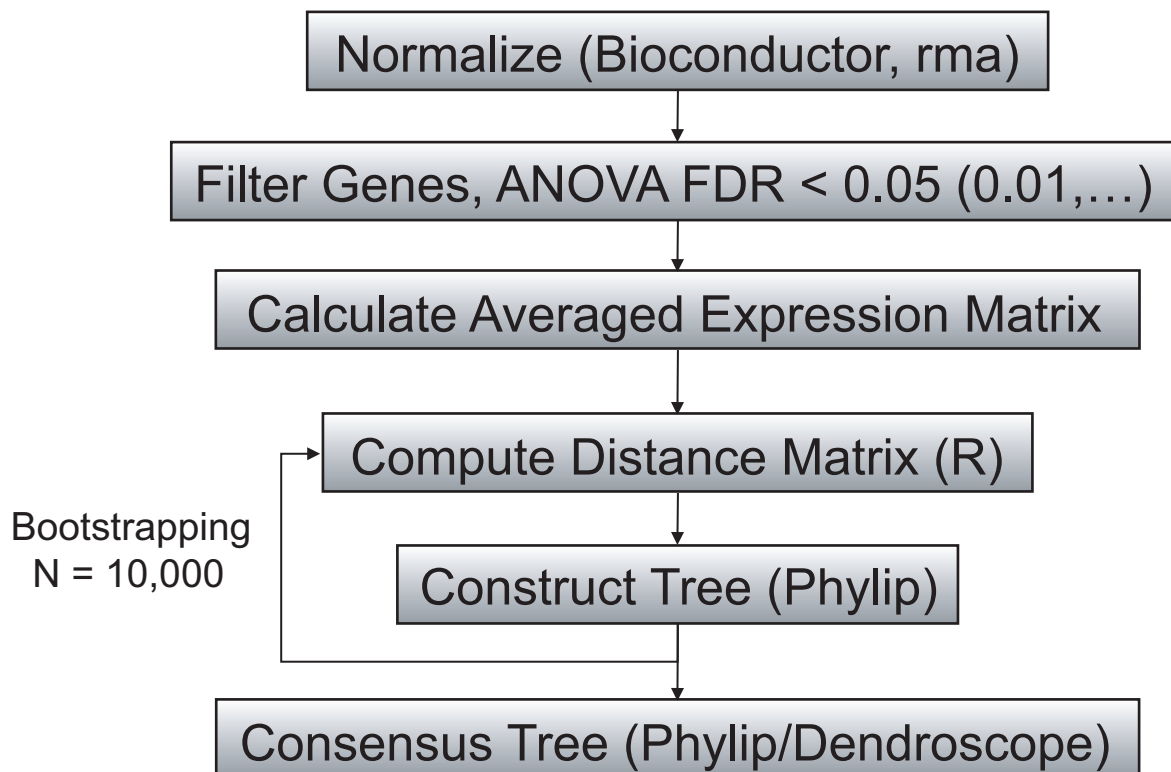 Normalize (Bioconductor, rma)
Filter Genes, ANOVA FDR < 0.05 (0.01,…)
Calculate Averaged Expression Matrix
Compute Distance Matrix (R)
Bootstrapping
N = 10,000
Construct Tree (Phylip)
Consensus Tree (Phylip/Dendroscope)